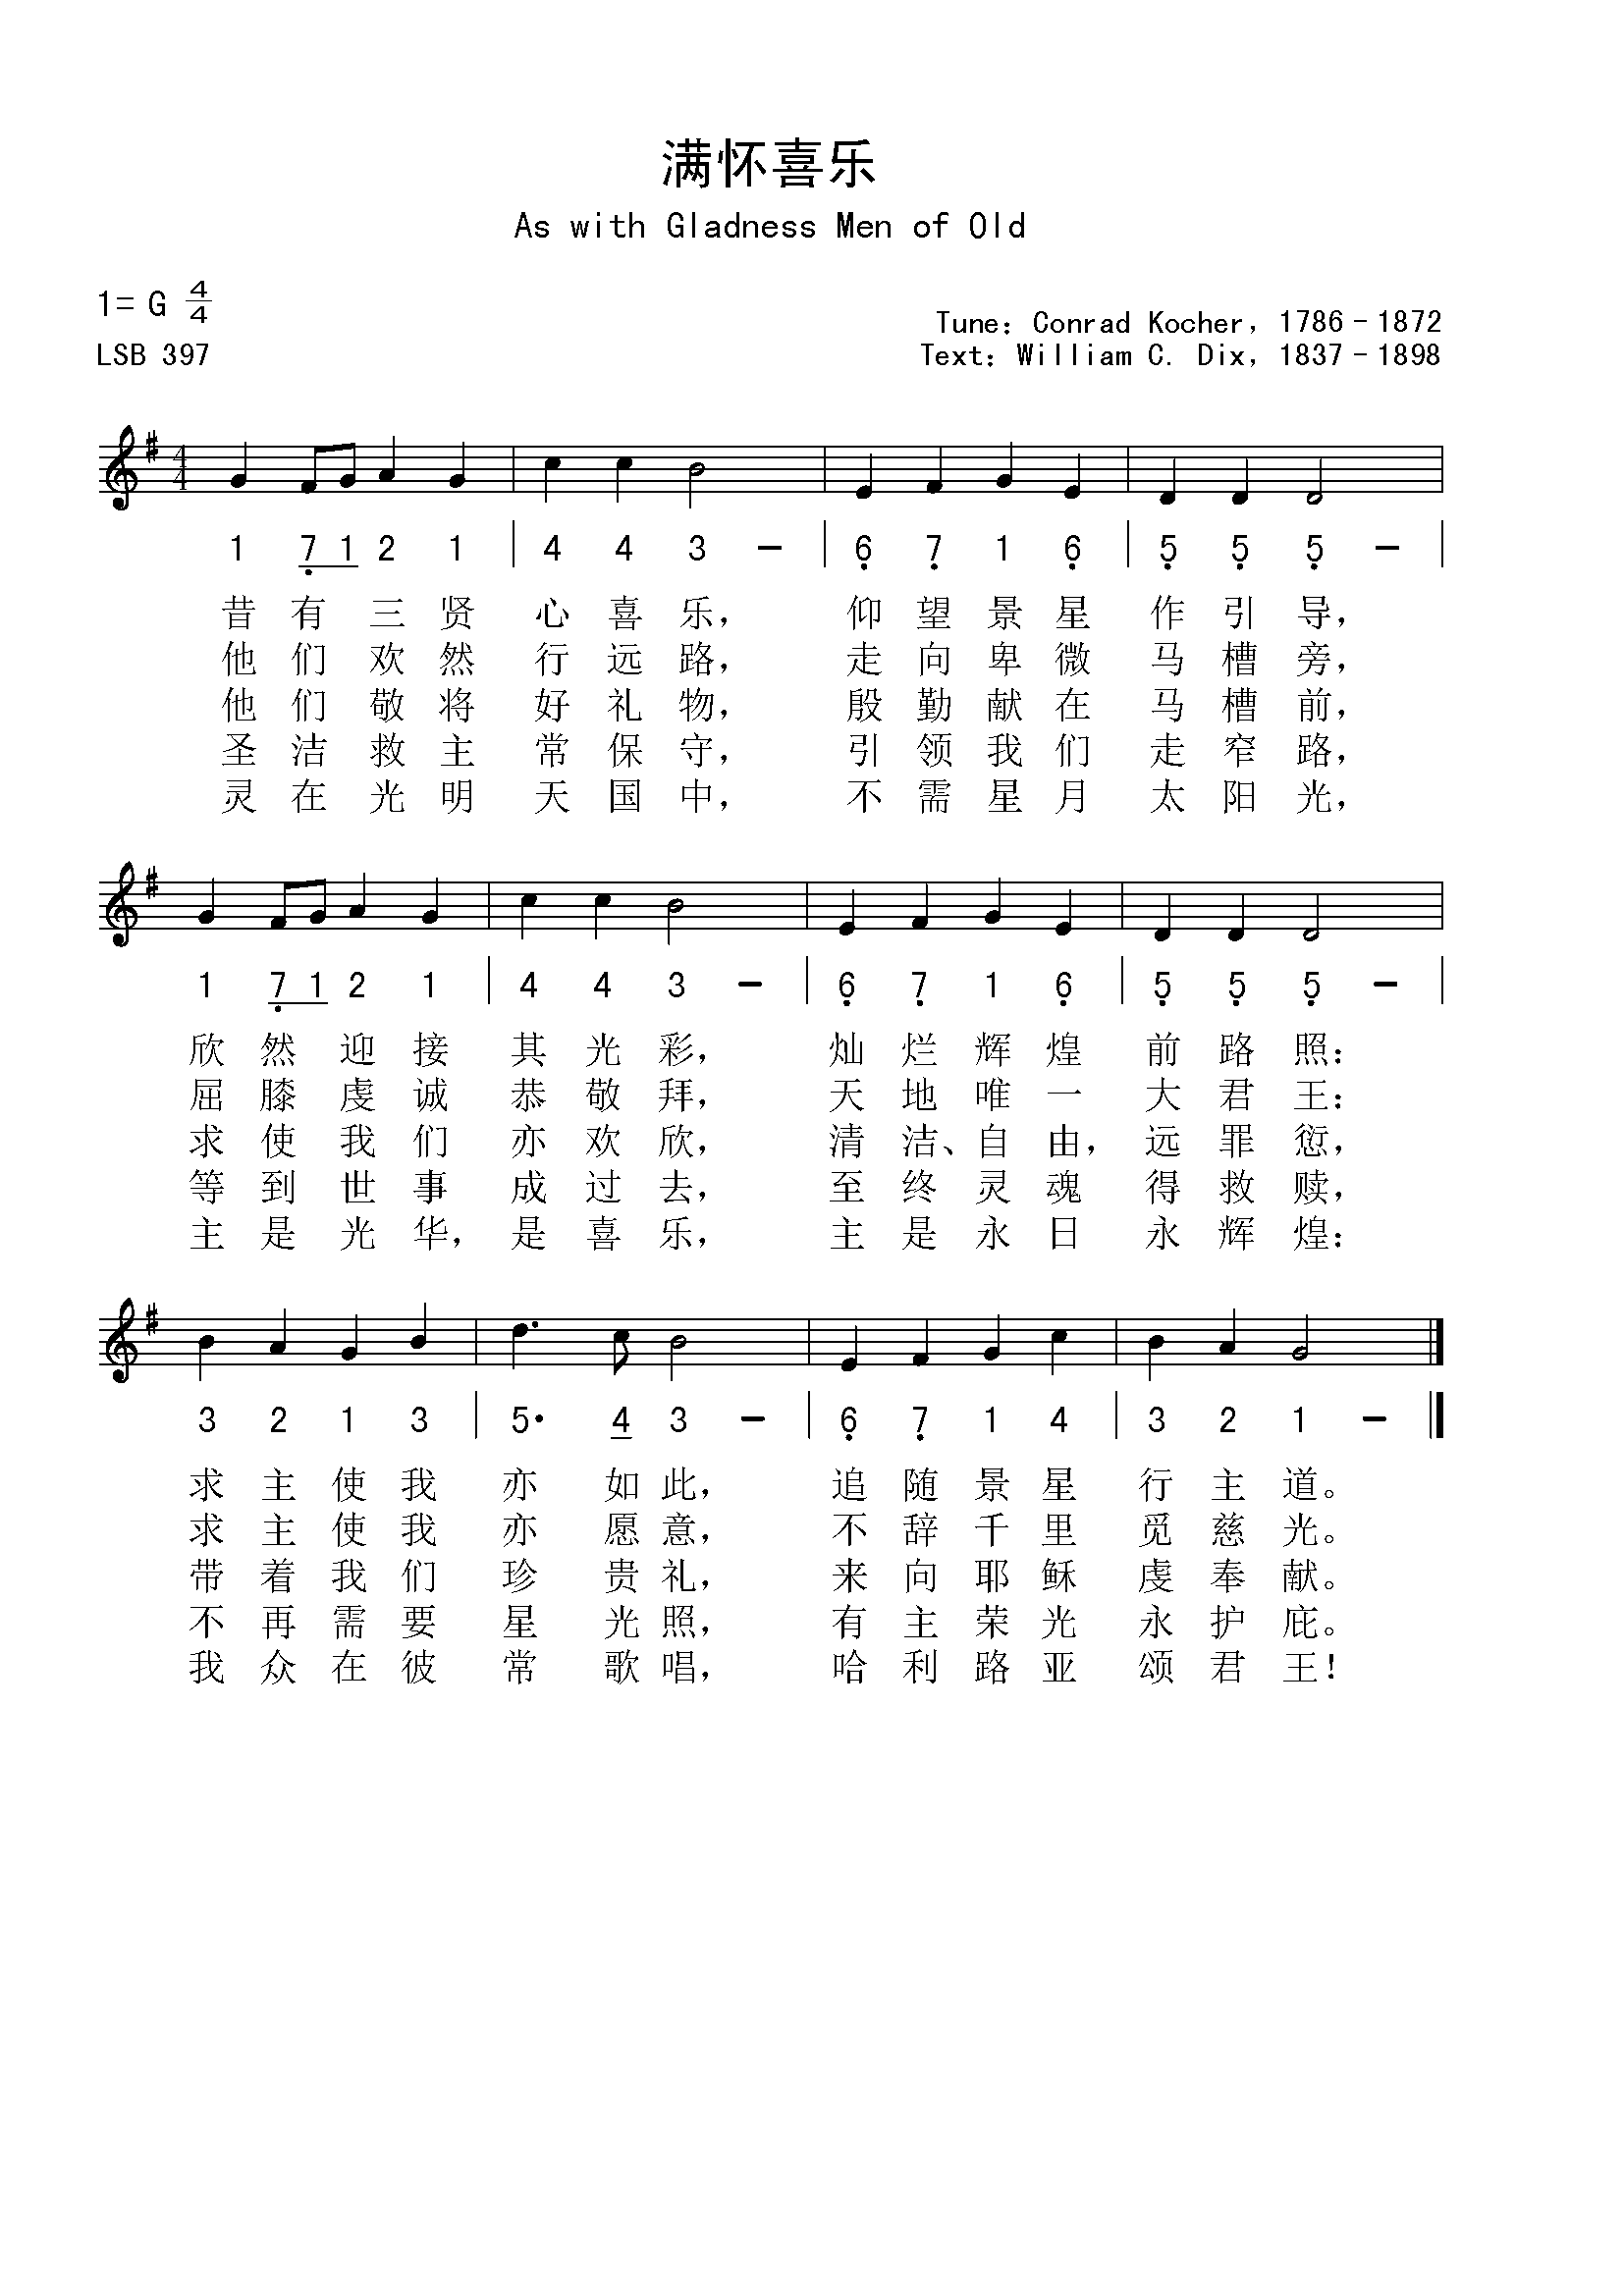 满怀喜乐
As with Gladness Men of Old
1= G 4/4
Tune: Conrad Kocher, 1786-1872
LSB 397
Text: William C. Dix, 1837-1898
4/4
1 7 1 2 1 | 4 4 3 - | 6 7 1 6 | 5 5 5 - |
昔有三贤心喜乐，仰望景星作引导，
他们欢然行远路，走向卑微马槽旁，
他们敬将好礼物，殷勤献在马槽前，
圣洁救主常保守，引领我们走窄路，
灵在光明天国中，不需星月太阳光，
1 7 1 2 1 | 4 4 3 - | 6 7 1 6 | 5 5 5 - |
欣然迎接其光彩，灿烂辉煌前路照：
屈膝虔诚恭敬拜，天地唯一大君王：
求使我们亦欢欣，清洁、自由，远罪愆，
等到世事成过去，至终灵魂得救赎，
主是光华，是喜乐，主是永日永辉煌：
3 2 1 3 | 5· 4 3 - | 6 7 1 4 | 3 2 1 - |
求主使我亦如此，追随景星行主道。
求主使我亦愿意，不辞千里觅慈光。
带着我们珍贵礼，来向耶稣虔奉献。
不再需要星光照，有主荣光永护庇。
我众在彼常歌唱，哈利路亚颂君王！